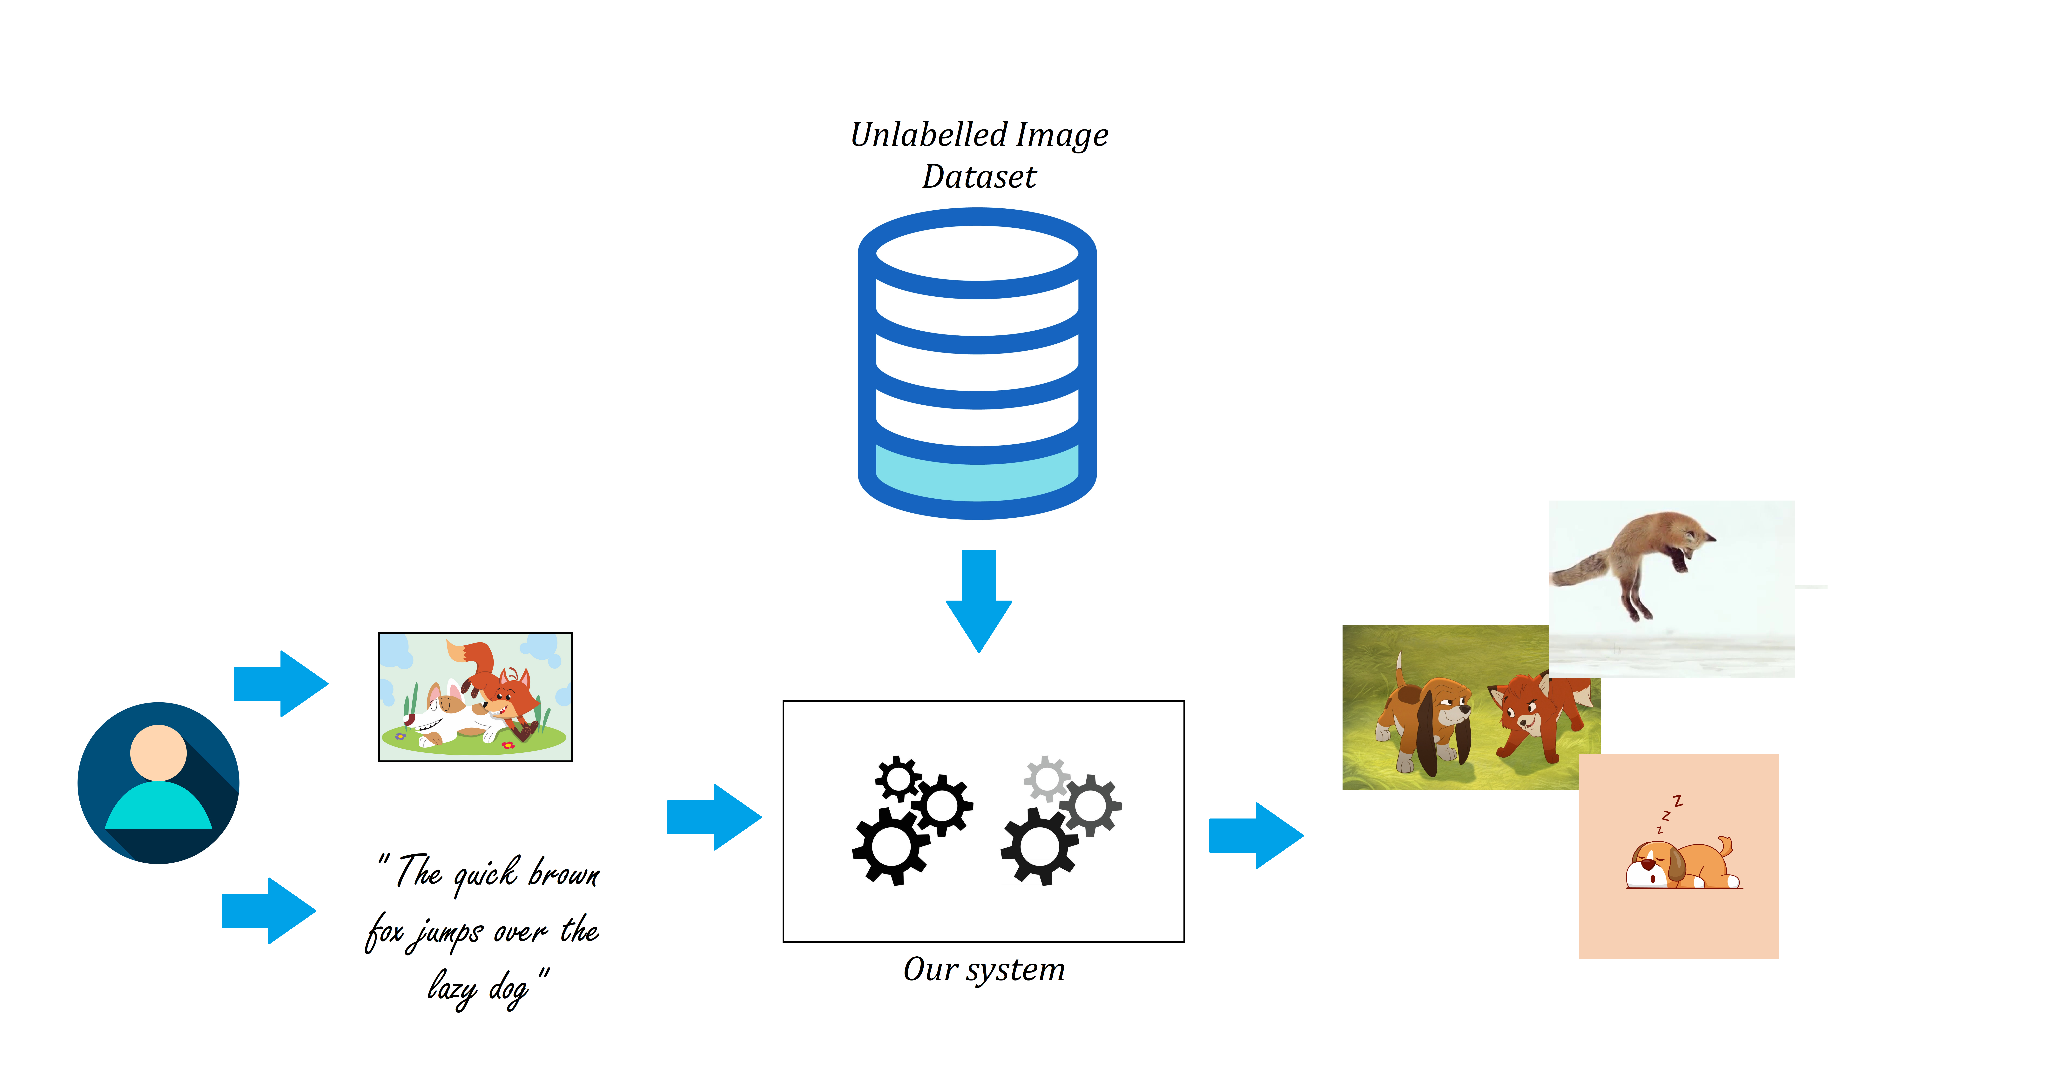 Unlabelled Image
Dataset
"The quick brown
fox jumps over the
lazy dog"
Our system
z
z
z